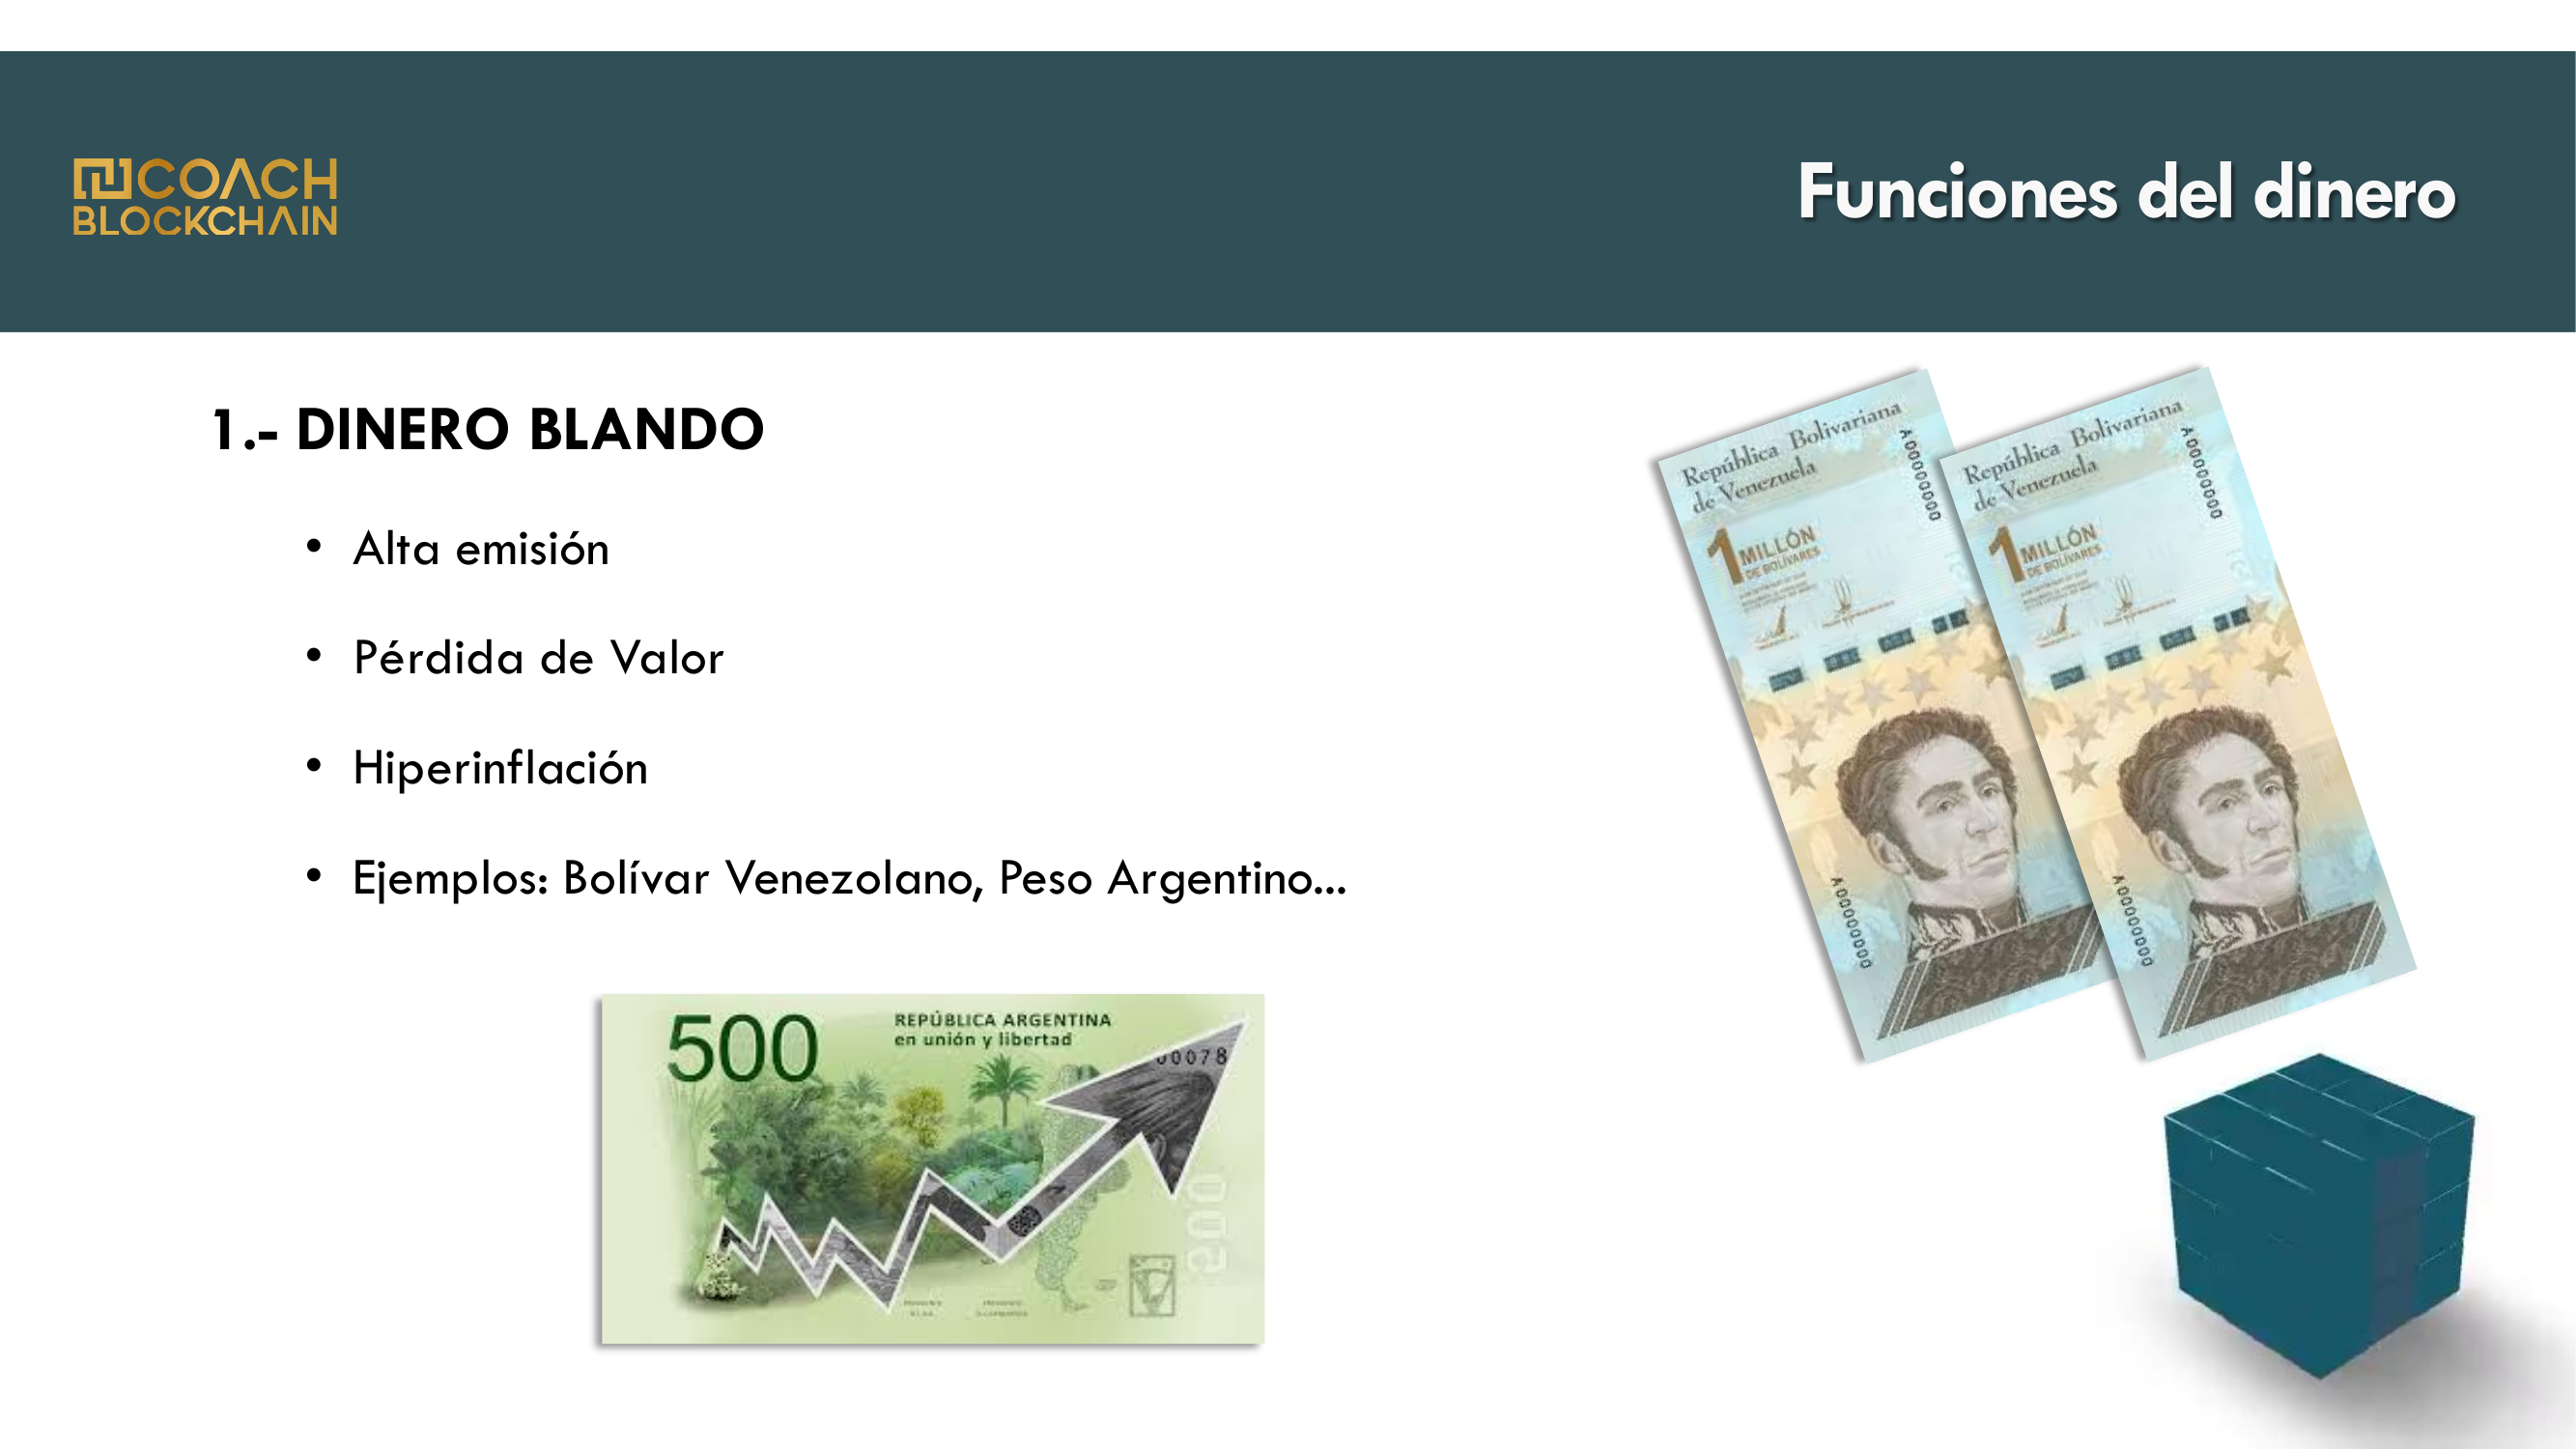 COACH
BLOCKCHAIN
Funciones del dinero
1.- DINERO BLANDO
• Alta emisión
• Pérdida de Valor
• Hiperinflación
• Ejemplos: Bolívar Venezolano, Peso Argentino...
República Bolivariana
de Venezuela
A00000000
1 MILLÓN
DE BOLÍVARES
A00000000
República Bolivariana
de Venezuela
A00000000
1 MILLÓN
DE BOLÍVARES
A00000000
500
REPÚBLICA ARGENTINA
en unión y libertad
00078
500